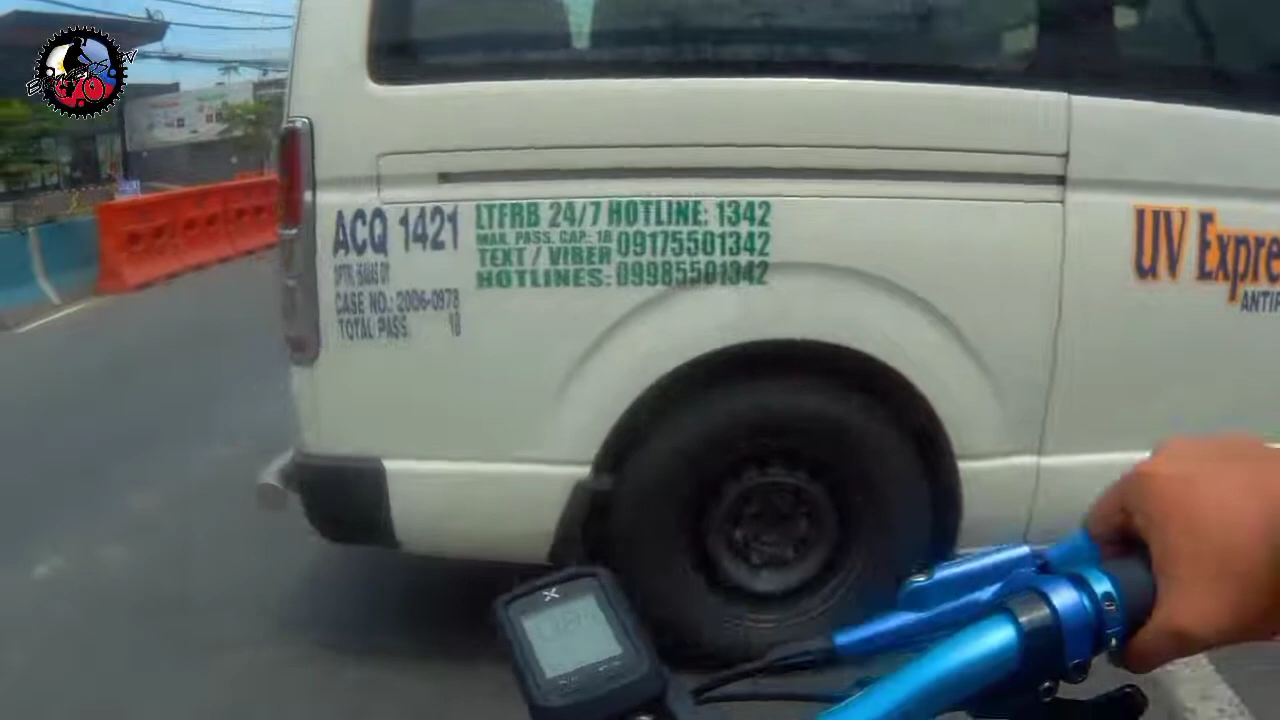 ACQ 1421
CASE NO.: 2006-0978
TOTAL PASS. 18
LTFRB 24/7 HOTLINE: 1342
MAX. PASS. CAP.: 18 09175501342
TEXT / VIBER
HOTLINES: 09985501342
UV Expre
ANTIP